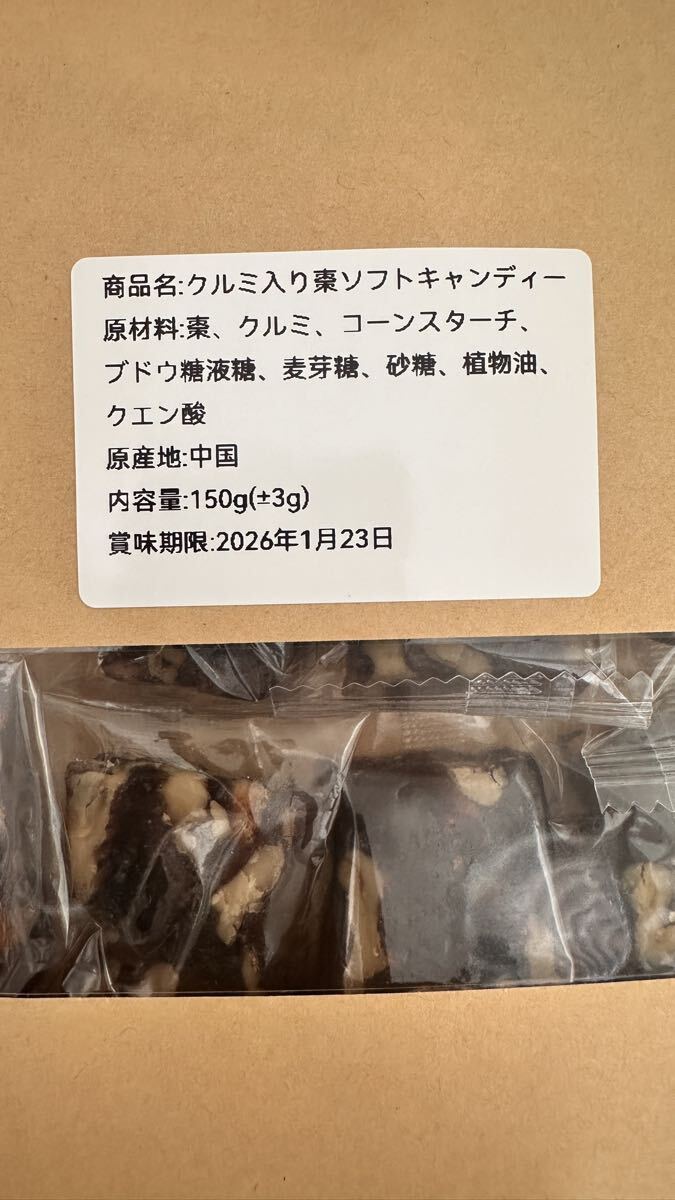 商品名:クルミ入り棗ソフトキャンディー
原材料:棗、クルミ、コーンスターチ、
ブドウ糖液糖、麦芽糖、砂糖、植物油、
クエン酸
原産地:中国
内容量:150g(±3g)
賞味期限:2026年1月23日